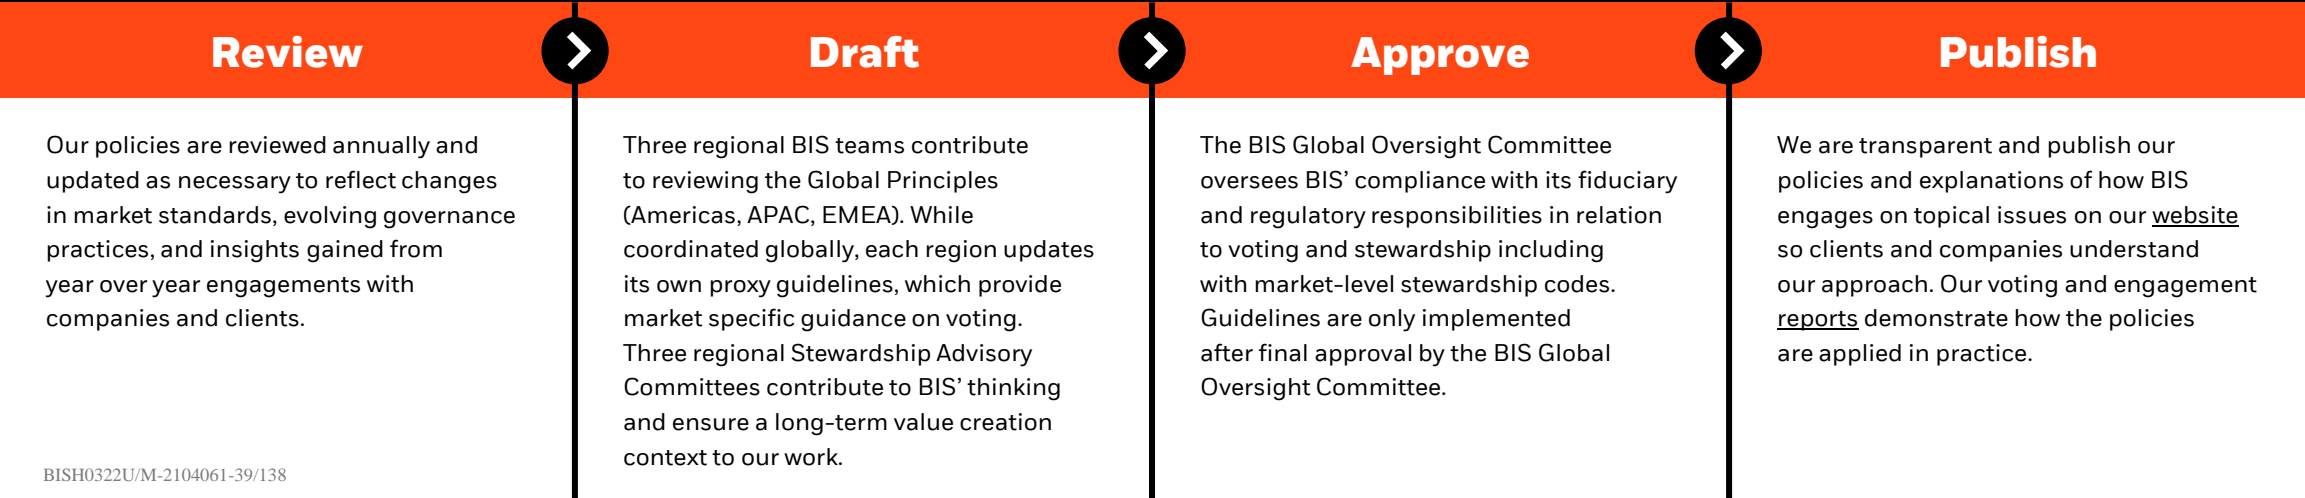 Review
Our policies are reviewed annually and
updated as necessary to reflect changes
in market standards, evolving governance
practices, and insights gained from
year over year engagements with
companies and clients.
BISH0322U/M-2104061-39/138
Draft
Three regional BIS teams contribute
to reviewing the Global Principles
(Americas, APAC, EMEA). While
coordinated globally, each region updates
its own proxy guidelines, which provide
market specific guidance on voting.
Three regional Stewardship Advisory
Committees contribute to BIS’ thinking
and ensure a long-term value creation
context to our work.
Approve
The BIS Global Oversight Committee
oversees BIS’ compliance with its fiduciary
and regulatory responsibilities in relation
to voting and stewardship including
with market-level stewardship codes.
Guidelines are only implemented
after final approval by the BIS Global
Oversight Committee.
Publish
We are transparent and publish our
policies and explanations of how BIS
engages on topical issues on our website
so clients and companies understand
our approach. Our voting and engagement
reports demonstrate how the policies
are applied in practice.